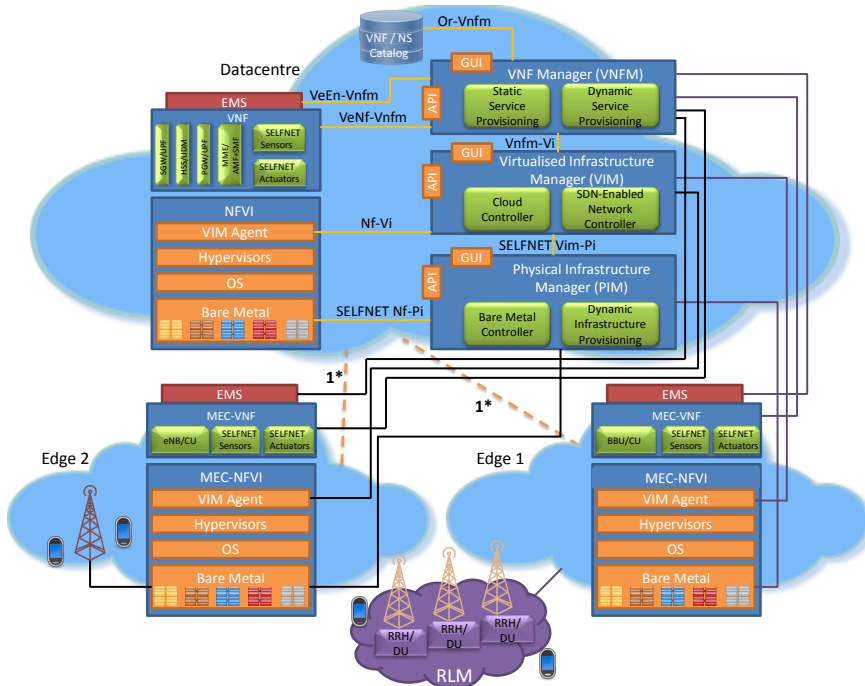 Or-Vnfm
VNF / NS
Catalog
Datacentre
GUI
VNF Manager (VNFM)
API
Static
Service
Provisioning
Dynamic
Service
Provisioning
VeEn-Vnfm
EMS
VNF
VeNf-Vnfm
SGW/UPF
HSS/UDM
PGW/UPF
MME/
AMF+SMF
SELFNET
Sensors
SELFNET
Actuators
Vnfm-Vi
GUI
Virtualised Infrastructure
Manager (VIM)
API
Cloud
Controller
SDN-Enabled
Network
Controller
NFVI
VIM Agent
Hypervisors
OS
Bare Metal
Nf-Vi
SELFNET Vim-Pi
GUI
Physical Infrastructure
Manager (PIM)
API
Bare Metal
Controller
Dynamic
Infrastructure
Provisioning
SELFNET Nf-Pi
1*
1*
EMS
MEC-VNF
eNB/CU
SELFNET
Sensors
SELFNET
Actuators
Edge 2
MEC-NFVI
VIM Agent
Hypervisors
OS
Bare Metal
EMS
MEC-VNF
BBU/CU
SELFNET
Sensors
SELFNET
Actuators
Edge 1
MEC-NFVI
VIM Agent
Hypervisors
OS
Bare Metal
RRH/
DU
RRH/
DU
RRH/
DU
RLM